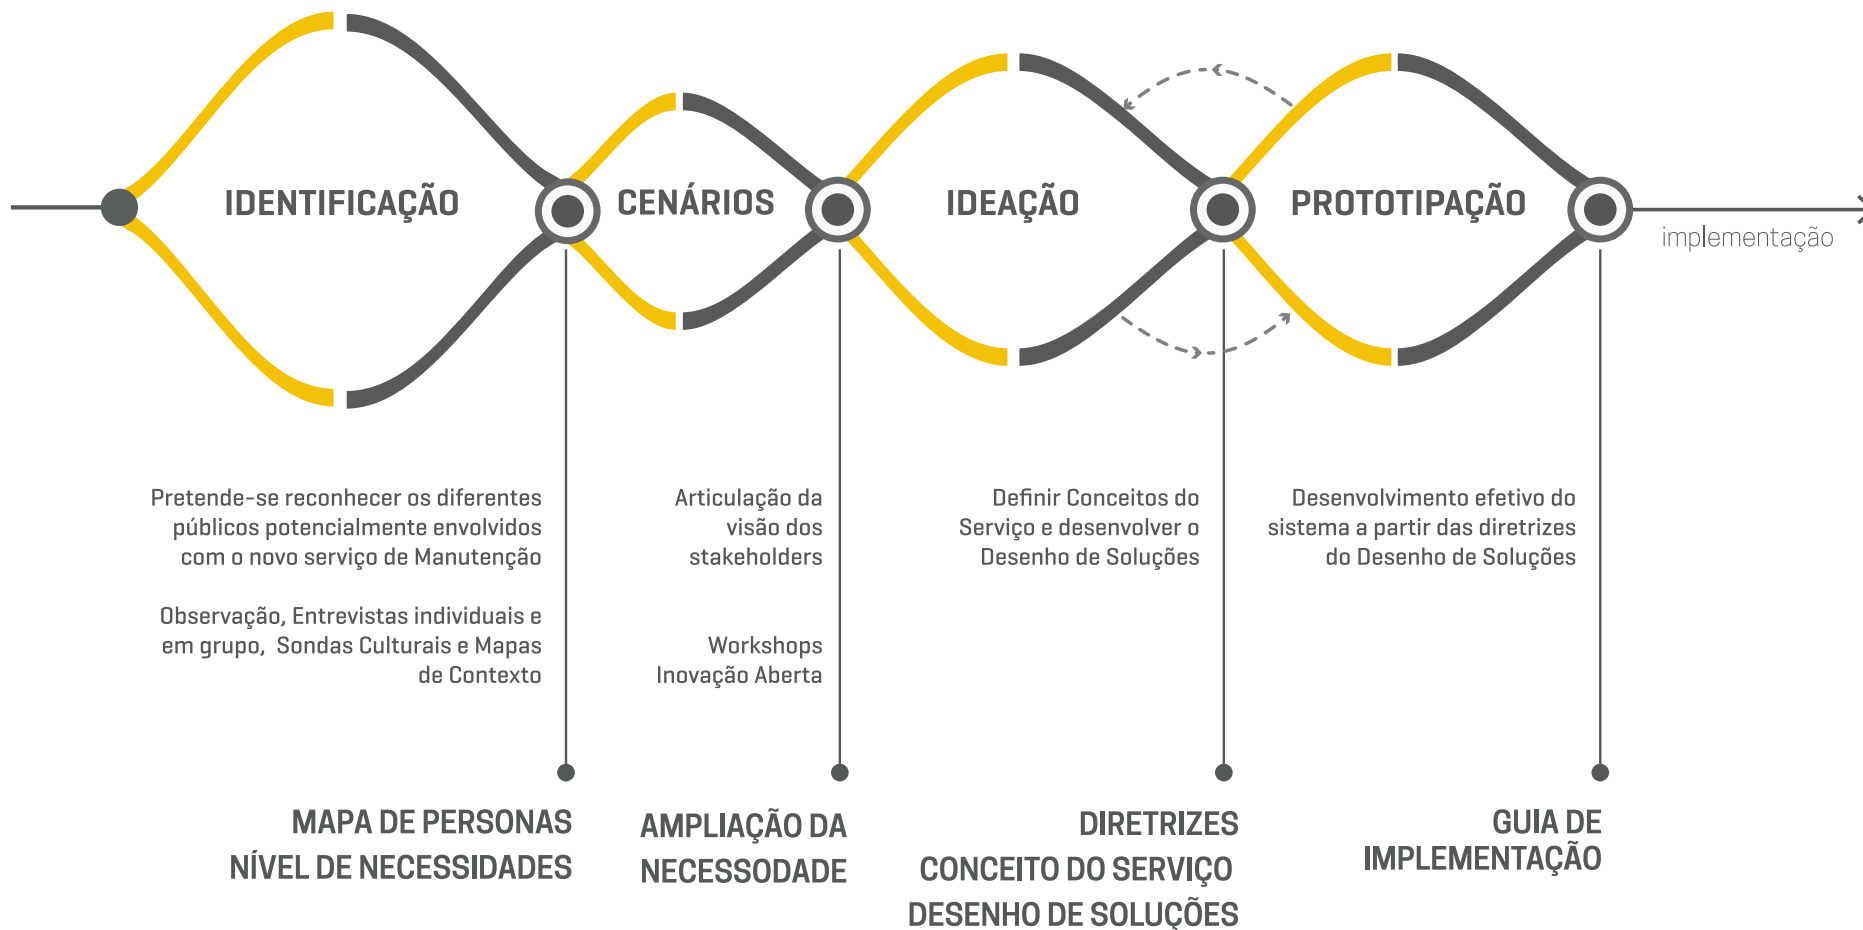 IDENTIFICAÇÃO
CENÁRIOS
IDEAÇÃO
PROTOTIPAÇÃO
implementação
Pretende-se reconhecer os diferentes
públicos potencialmente envolvidos
com o novo serviço de Manutenção
Observação, Entrevistas individuais e
em grupo, Sondas Culturais e Mapas
de Contexto
Articulação da
visão dos
stakeholders
Workshops
Inovação Aberta
Definir Conceitos do
Serviço e desenvolver o
Desenho de Soluções
Desenvolvimento efetivo do
sistema a partir das diretrizes
do Desenho de Soluções
MAPA DE PERSONAS
NÍVEL DE NECESSIDADES
AMPLIAÇÃO DA
NECESSODADE
DIRETRIZES
CONCEITO DO SERVIÇO
DESENHO DE SOLUÇÕES
GUIA DE
IMPLEMENTAÇÃO